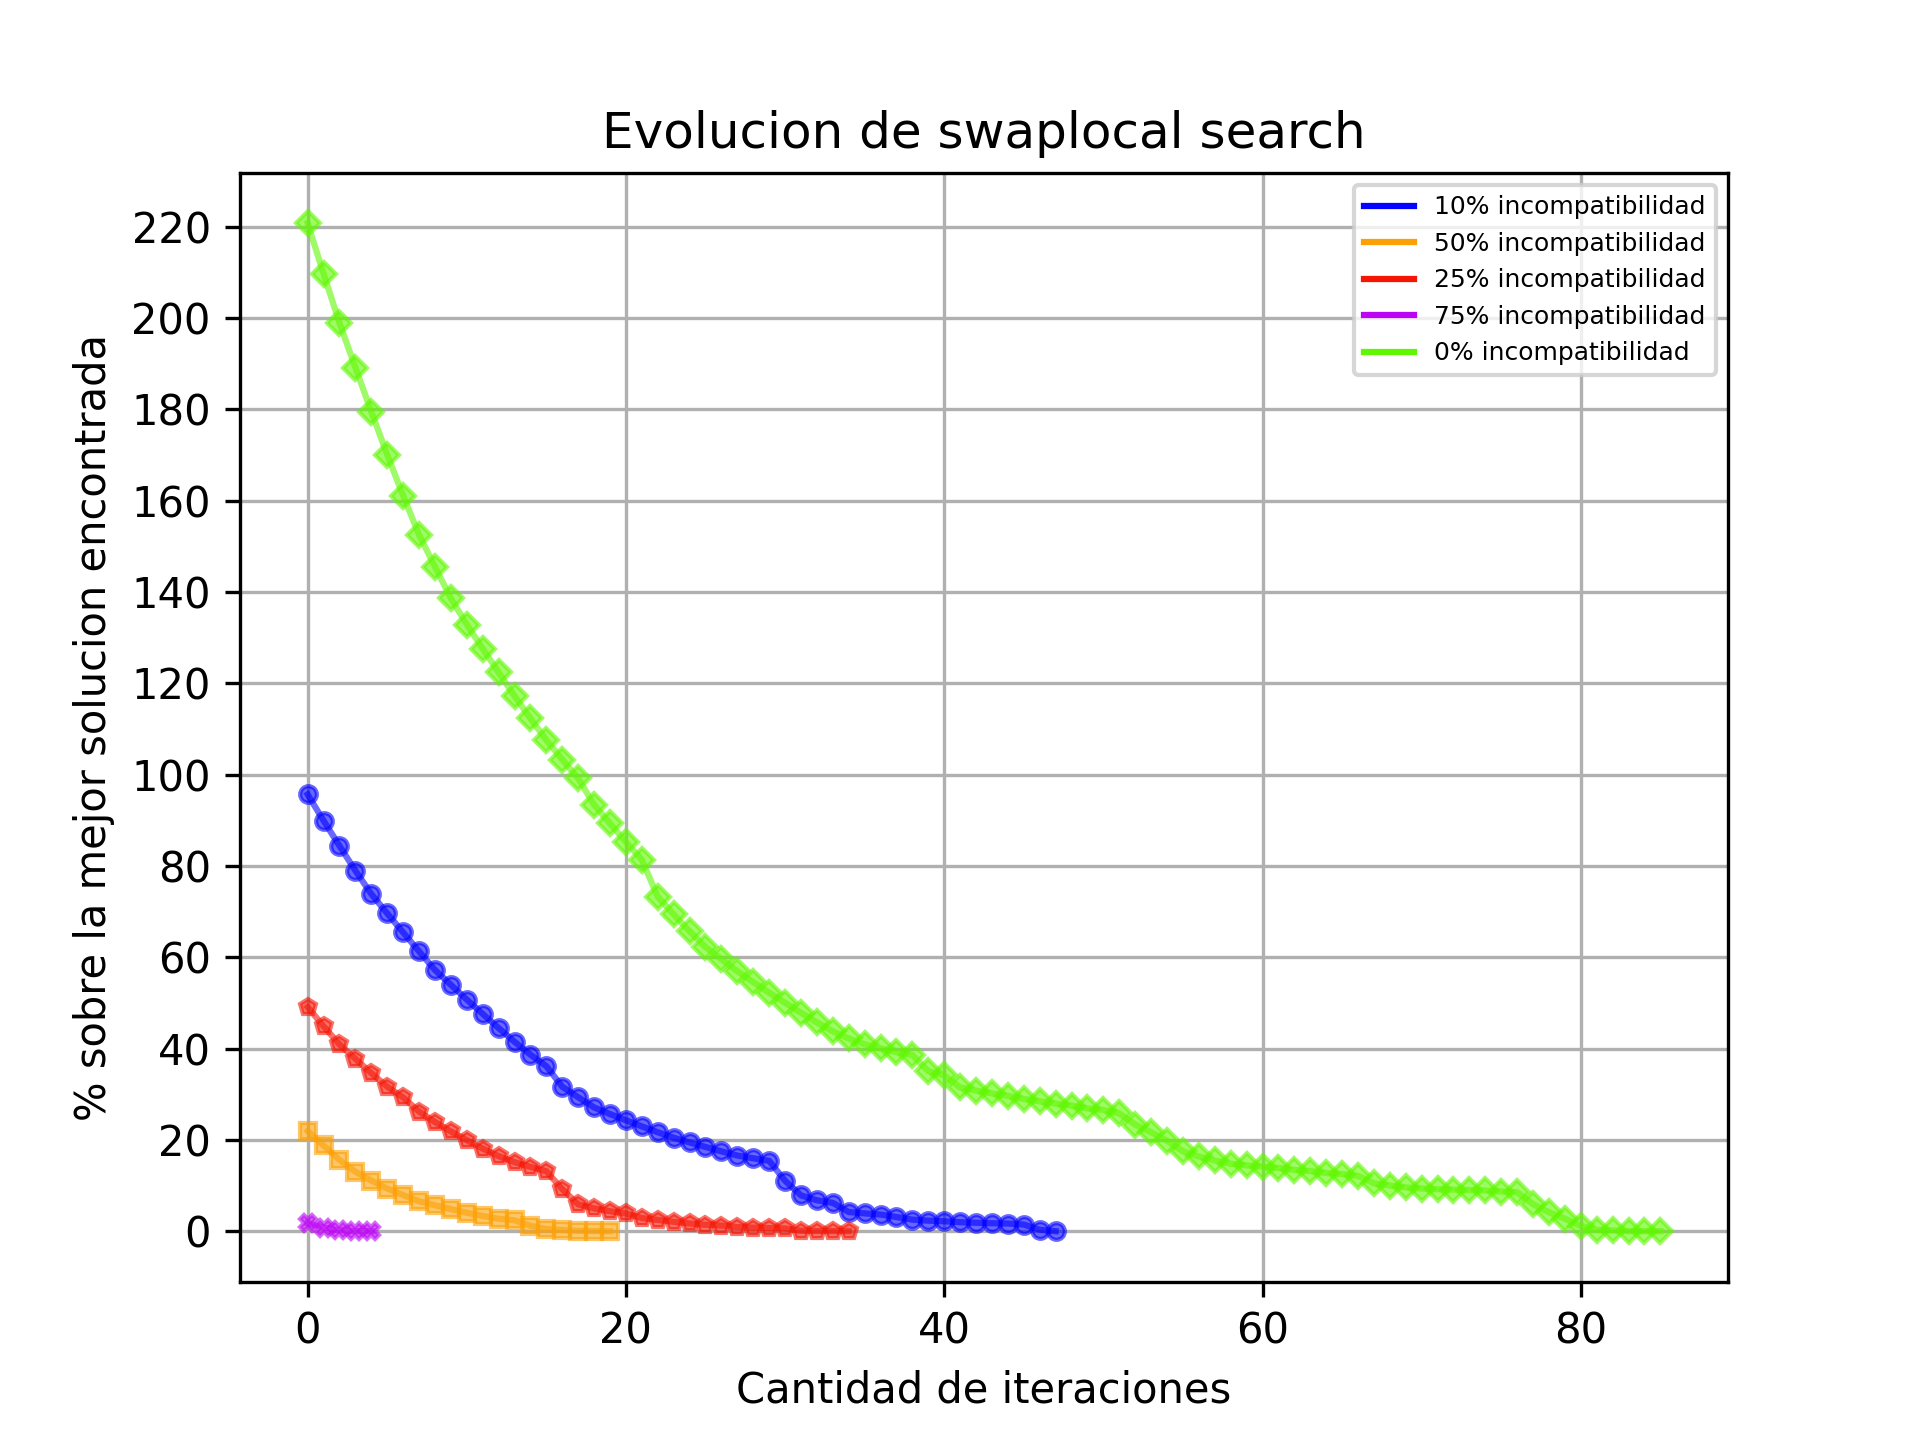 Evolucion de swaplocal search
% sobre la mejor solucion encontrada
220
200
180
160
140
120
100
80
60
40
20
0
10% incompatibilidad
50% incompatibilidad
25% incompatibilidad
75% incompatibilidad
0% incompatibilidad
0 20 40 60 80
Cantidad de iteraciones